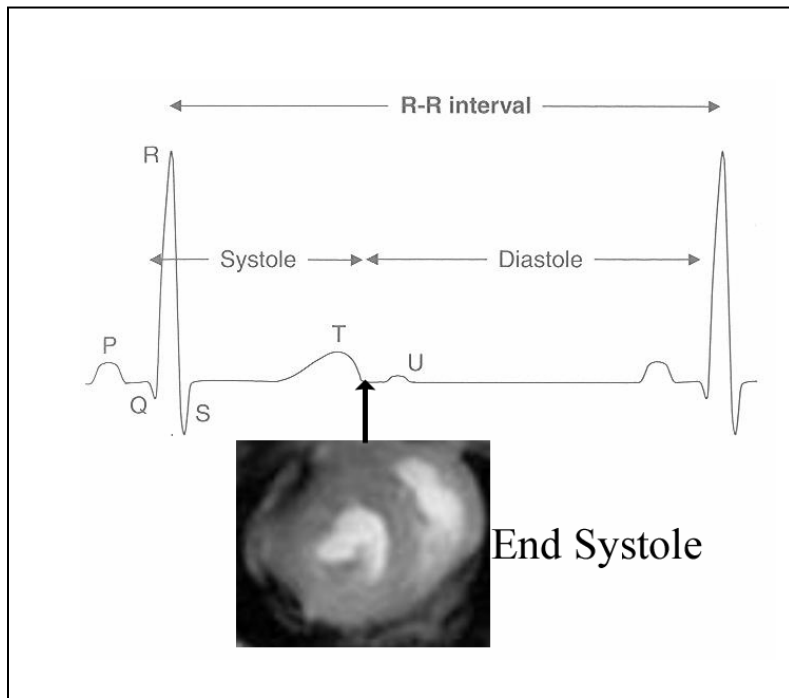 R-R interval
R
Systole
Diastole
P
T
U
Q
S
End Systole